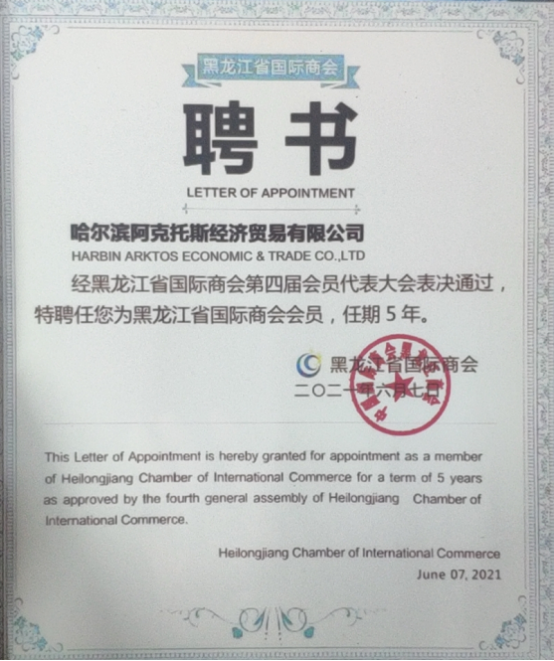 黑龙江省国际商会
聘书
LETTER OF APPOINTMENT
哈尔滨阿克托斯经济贸易有限公司
HARBIN ARKTOS ECONOMIC & TRADE CO.,LTD
经黑龙江省国际商会第四届会员代表大会表决通过，
特聘任您为黑龙江省国际商会会员，任期 5 年。
黑龙江省国际商会
二〇二一年六月七日
This Letter of Appointment is hereby granted for appointment as a member
of Heilongjiang Chamber of International Commerce for a term of 5 years
as approved by the fourth general assembly of Heilongjiang Chamber of
International Commerce.
Heilongjiang Chamber of International Commerce
June 07, 2021